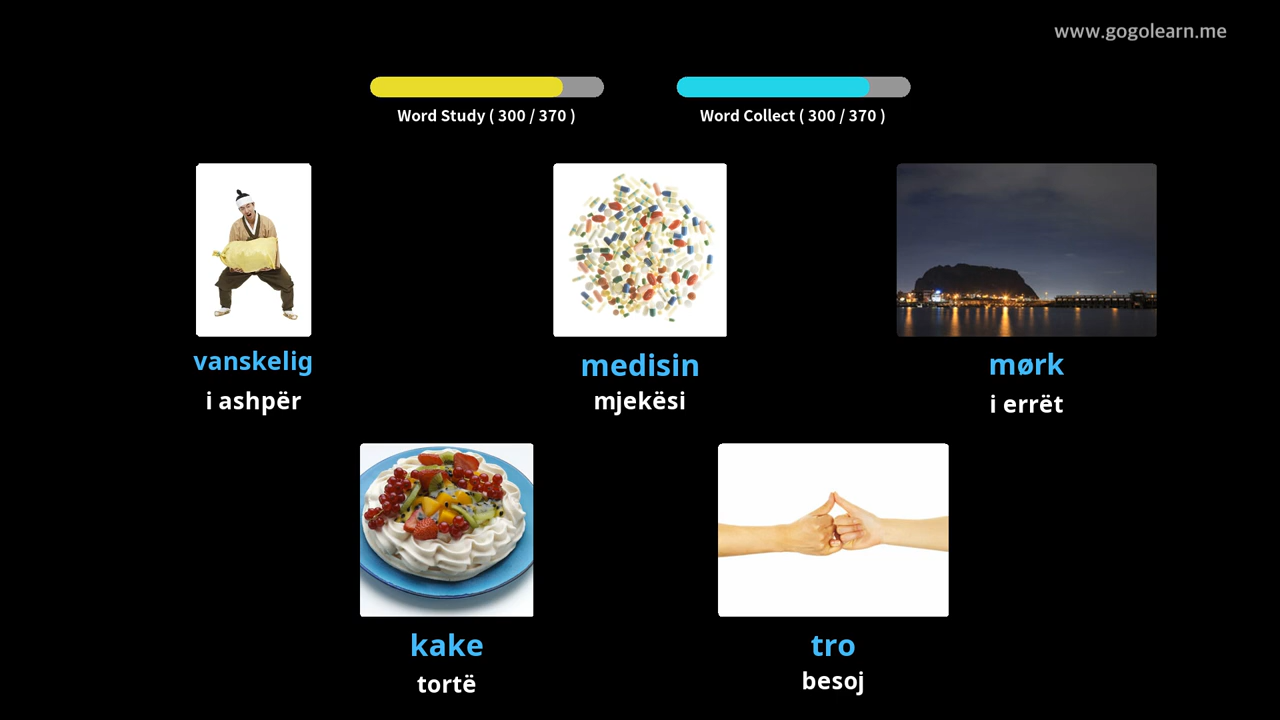 www.gogolearn.me
Word Study ( 300 / 370 )
Word Collect ( 300 / 370 )
vanskelig
i ashpër
medisin
mjekësi
mørk
i errët
kake
tortë
tro
besoj